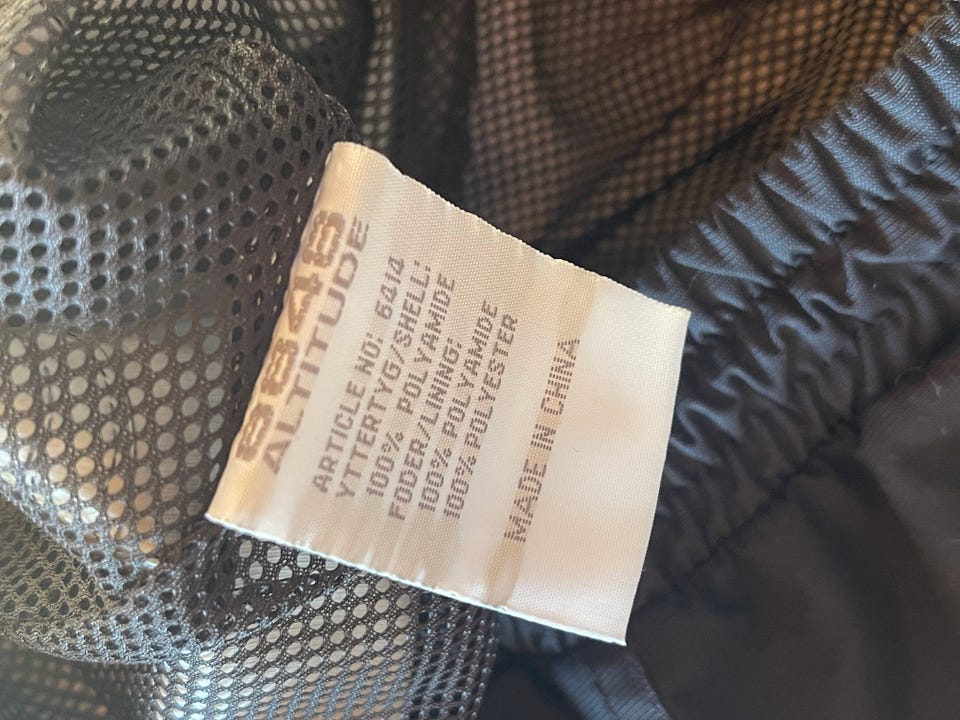 8848
ALTITUDE
ARTICLE NO: 6414
YTTERTYG/SHELL:
100% POLYAMIDE
FODER/LINING:
100% POLYAMIDE
100% POLYESTER
MADE IN CHINA